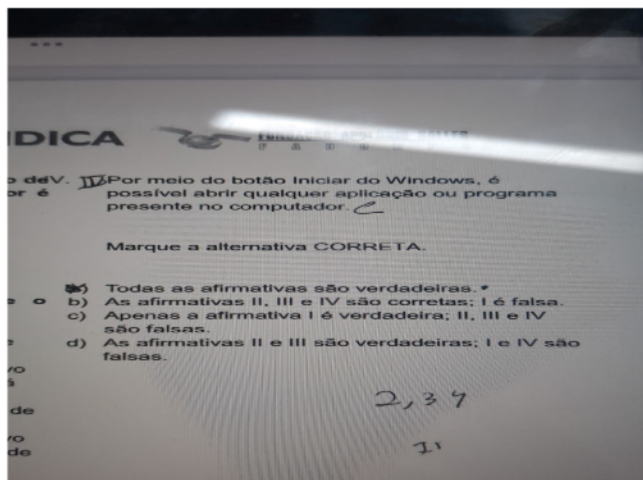 DICA
o de V. IV Por meio do botão Iniciar do Windows, é
or é possível abrir qualquer aplicação ou programa
presente no computador. C
Marque a alternativa CORRETA.
Todas as afirmativas são verdadeiras.
o b) As afirmativas II, III e IV são corretas; I é falsa.
c) Apenas a afirmativa I é verdadeira; II, III e IV
são falsas.
d) As afirmativas II e III são verdadeiras; I e IV são
falsas.
vo
de
vo
de
2, 3 4